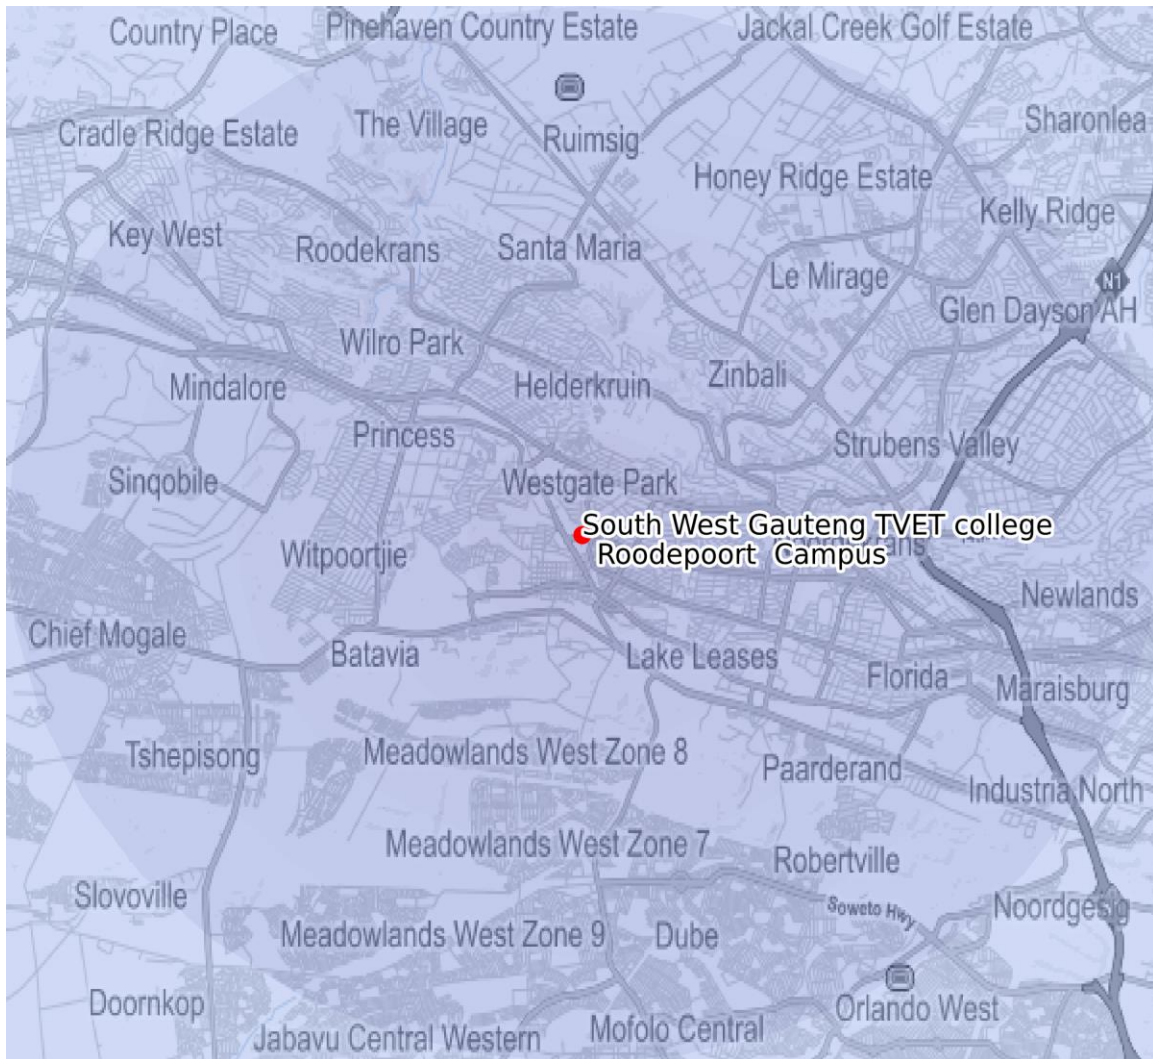 Country Place
Pinehaven Country Estate
Jackal Creek Golf Estate
Cradle Ridge Estate
The Village
Ruimsig
Sharonlea
Honey Ridge Estate
Kelly Ridge
Key West
Roodekrans
Santa Maria
Le Mirage
N1
Glen Dayson AH
Wilro Park
Mindalore
Helderkruin
Zinbali
Princess
Strubens Valley
Sinqobile
Westgate Park
South West Gauteng TVET college
Roodepoort Campus
Witpoortjie
Newlands
Chief Mogale
Batavia
Lake Leases
Florida
Maraisburg
Tshepisong
Meadowlands West Zone 8
Paarderand
Industria North
Meadowlands West Zone 7
Robertville
Slovoville
Soweto Hwy
Noordgesig
Meadowlands West Zone 9
Dube
Doornkop
Orlando West
Jabavu Central Western
Mofolo Central